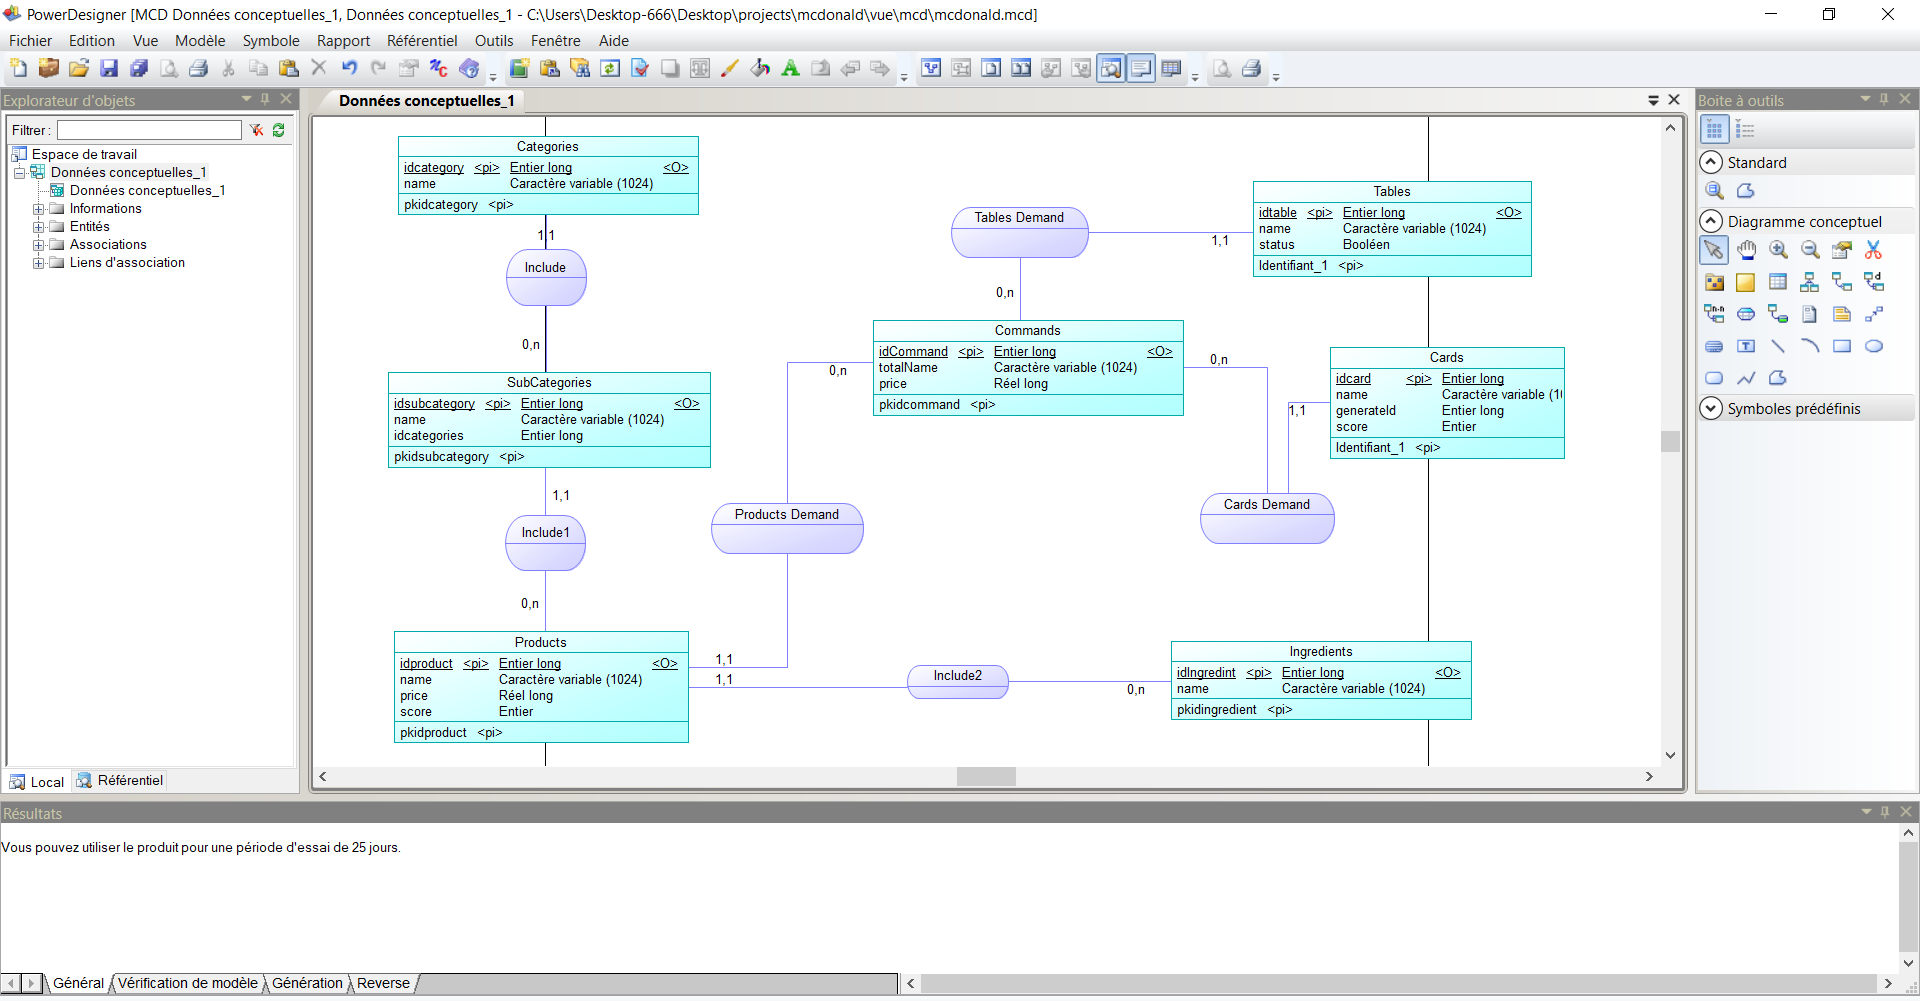 PowerDesigner [MCD Données conceptuelles_1, Données conceptuelles_1 - C:\Users\Desktop-666\Desktop\projects\mcdonald\vue\mcd\mcdonald.mcd]
Fichier Edition Vue Modèle Symbole Rapport Référentiel Outils Fenêtre Aide
Explorateur d'objets
Filtrer :
Espace de travail
Données conceptuelles_1
Données conceptuelles_1
Informations
Entités
Associations
Liens d'association
Local Référentiel
Données conceptuelles_1
Categories
idcategory <pi> Entier long <O>
name Caractère variable (1024)
pkidcategory <pi>
1,1
Include
0,n
SubCategories
idsubcategory <pi> Entier long <O>
name Caractère variable (1024)
idcategories Entier long
pkidsubcategory <pi>
1,1
Include1
0,n
Products
idproduct <pi> Entier long <O>
name Caractère variable (1024)
price Réel long
score Entier
pkidproduct <pi>
Tables Demand
1,1
0,n
Tables
idtable <pi> Entier long <O>
name Caractère variable (1024)
status Booléen
Identifiant_1 <pi>
Commands
idCommand <pi> Entier long <O>
totalName Caractère variable (1024)
price Réel long
pkidcommand <pi>
0,n
0,n
Products Demand
1,1
1,1
Cards
idcard <pi> Entier long
name Caractère variable (1
generateId Entier long
score Entier
Identifiant_1 <pi>
1,1
Cards Demand
Include2
0,n
Ingredients
idIngredint <pi> Entier long <O>
name Caractère variable (1024)
pkidingredient <pi>
Boite à outils
Standard
Diagramme conceptuel
Symboles prédéfinis
Résultats
Vous pouvez utiliser le produit pour une période d'essai de 25 jours.
Général Vérification de modèle Génération Reverse